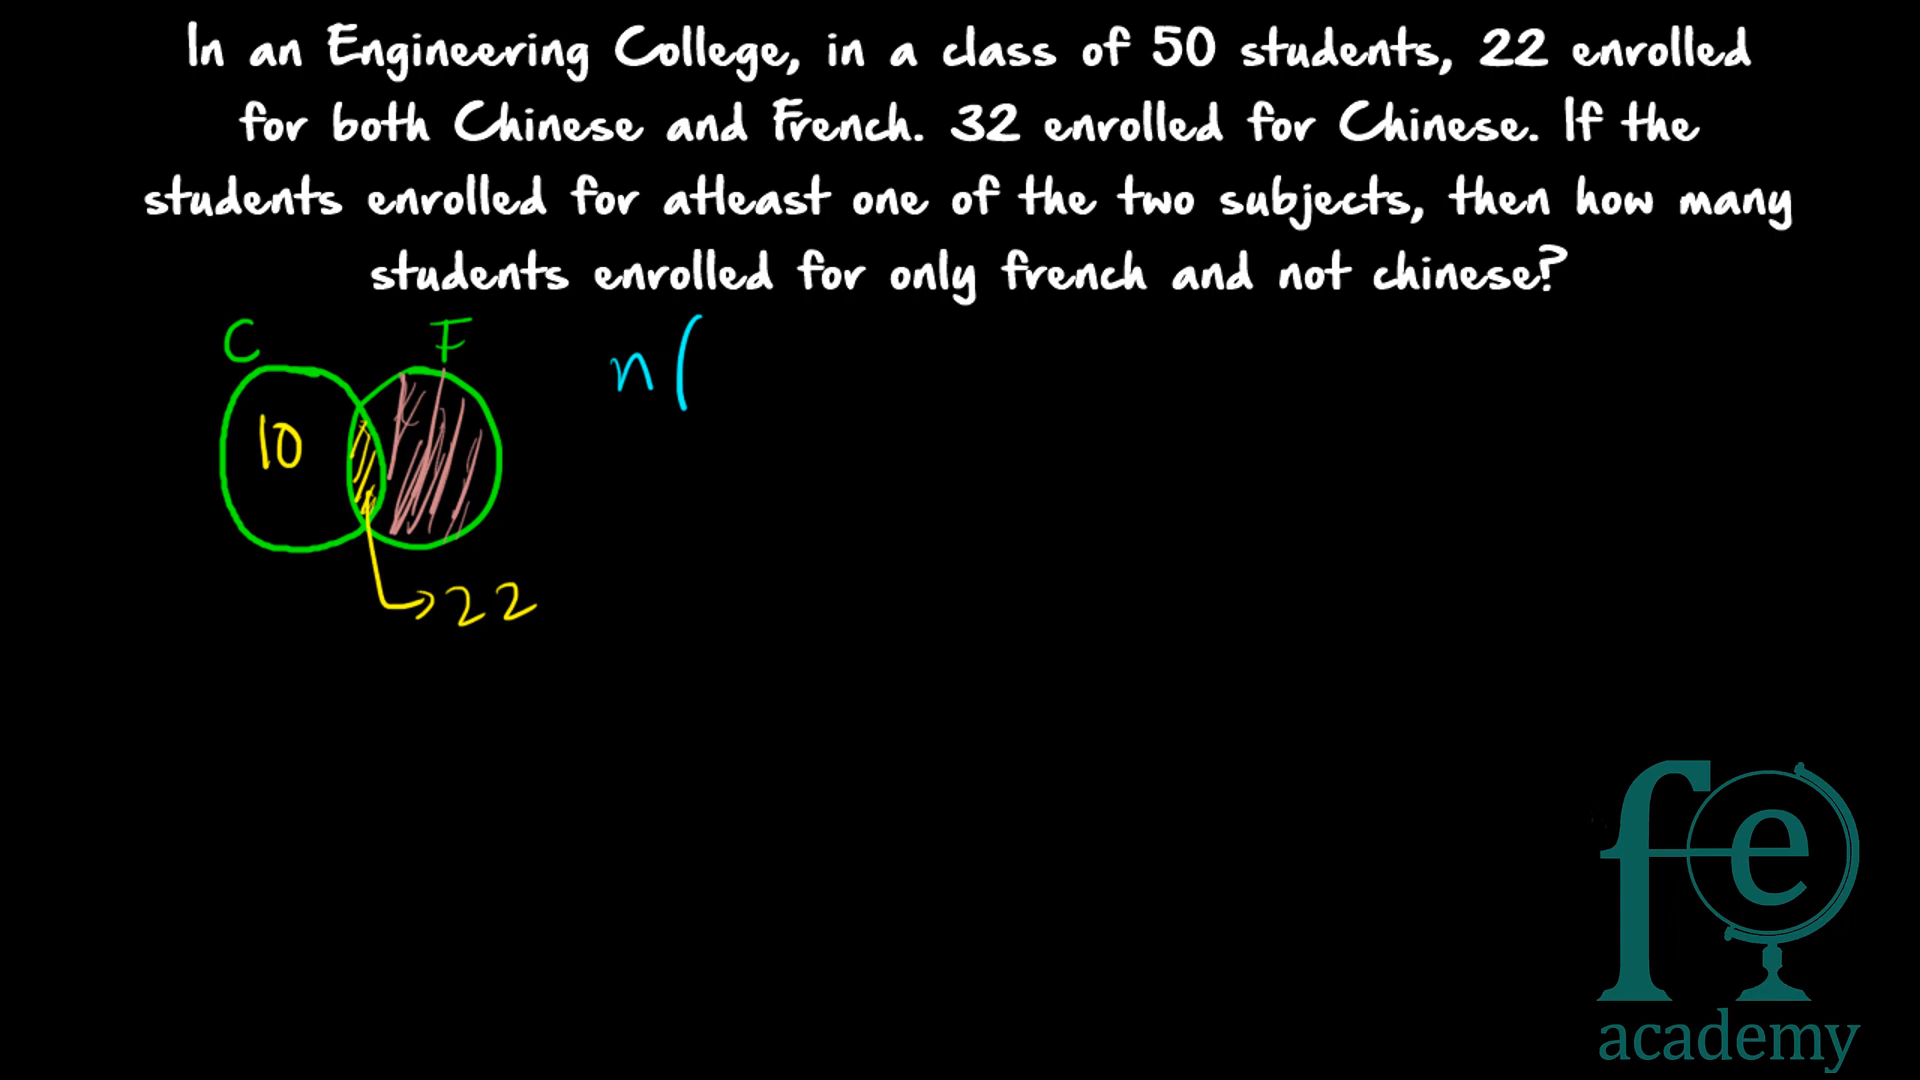 In an Engineering College, in a class of 50 students, 22 enrolled
for both Chinese and French. 32 enrolled for Chinese. If the
students enrolled for atleast one of the two subjects, then how many
students enrolled for only french and not chinese?
C F
n(
10
22
fe
academy